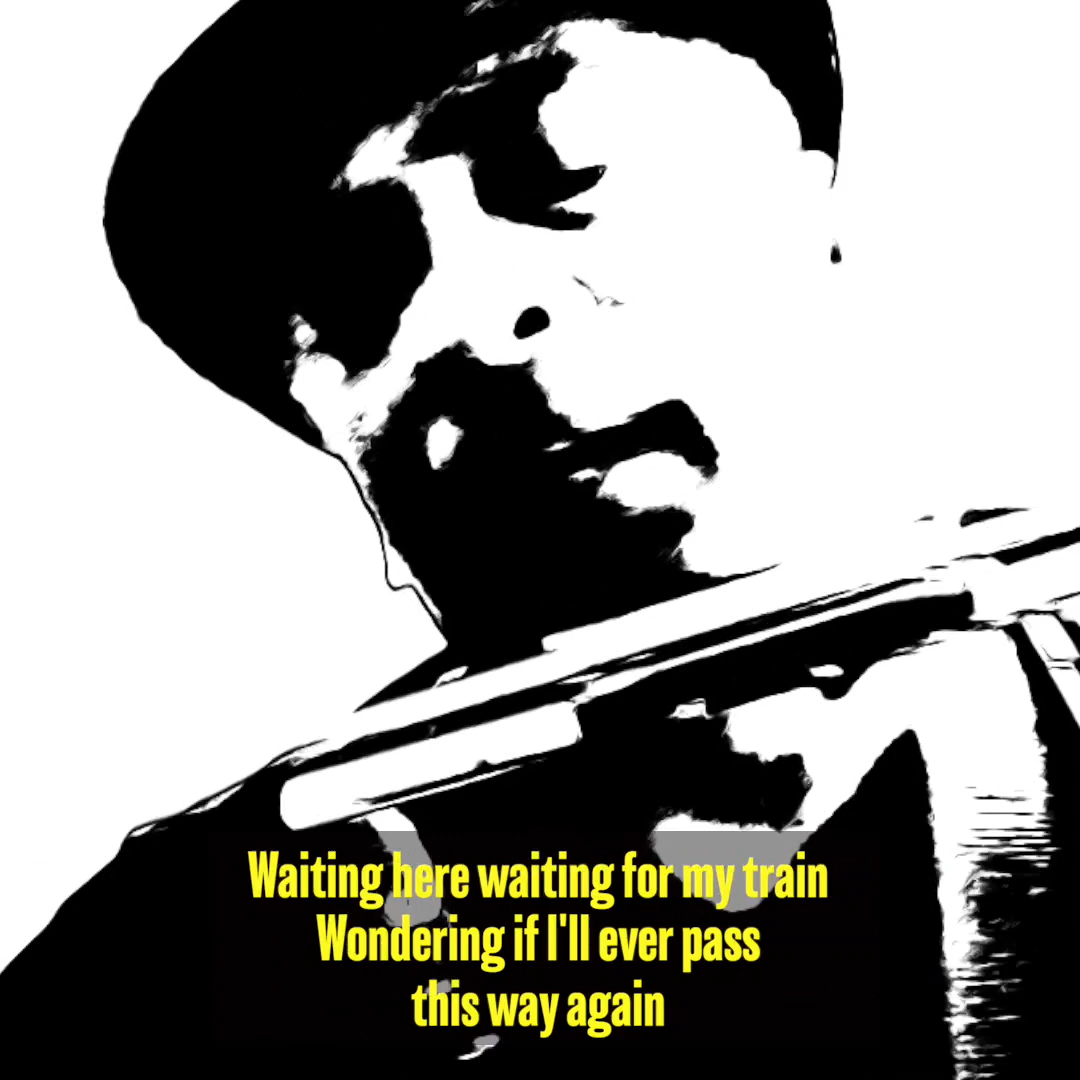 Waiting here waiting for my train
Wondering if I'll ever pass
this way again